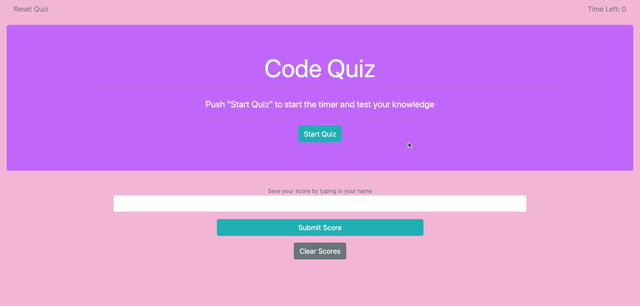 Reset Quiz
Time Left: 0
Code Quiz
Push "Start Quiz" to start the timer and test your knowledge
Start Quiz
Save your score by typing in your name
Submit Score
Clear Scores